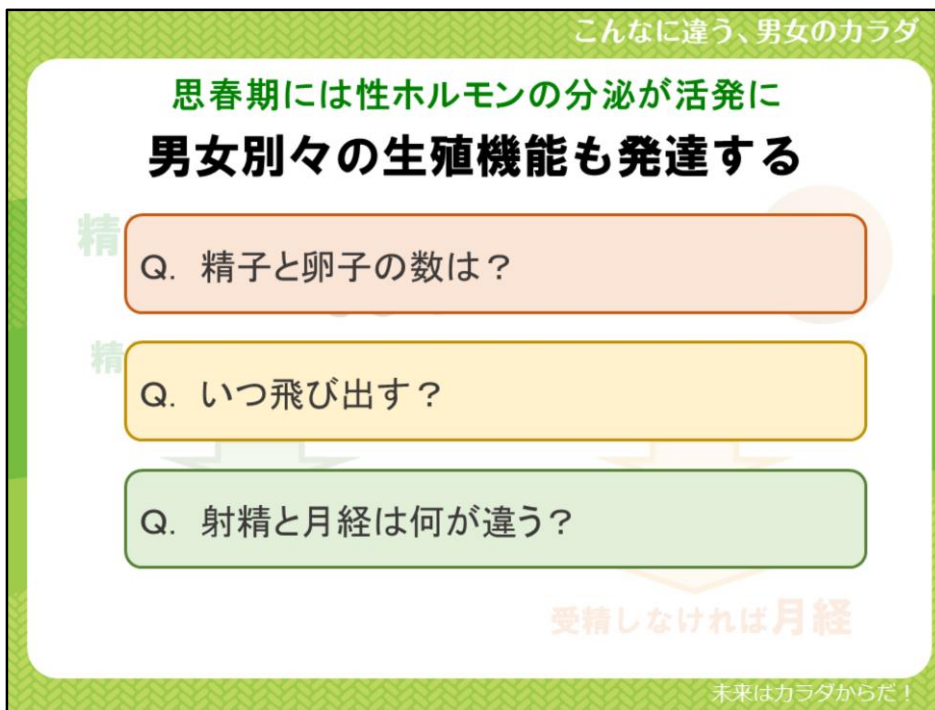 こんなに違う、男女のカラダ
思春期には性ホルモンの分泌が活発に
男女別々の生殖機能も発達する
精
Q. 精子と卵子の数は？
精
Q. いつ飛び出す？
Q. 射精と月経は何が違う？
受精しなければ月経
未来はカラダからだ！